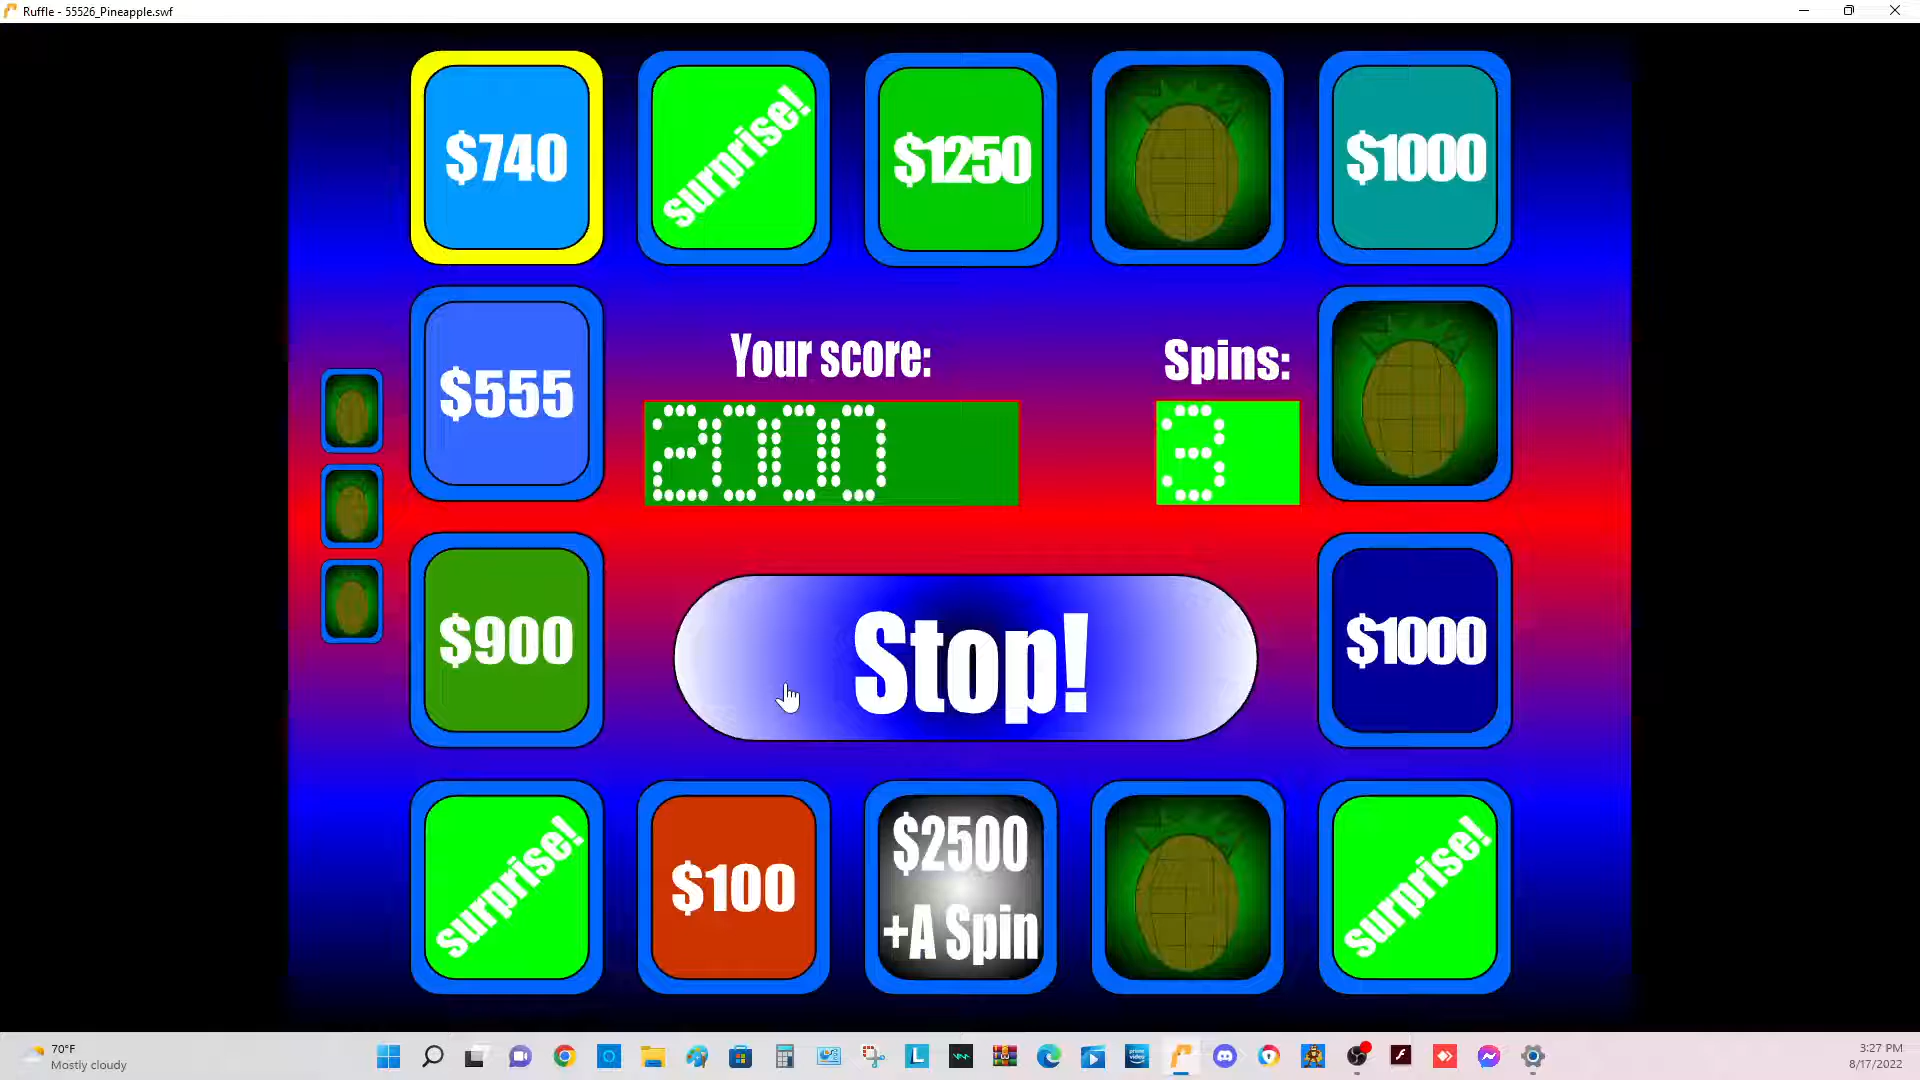 Ruffle - 55526_Pineapple.swf
$740
surprise!
$1250
$1000
$555
Your score:
2000
Spins:
3
$900
Stop!
$1000
surprise!
$100
$2500
+A Spin
surprise!
70°F
Mostly cloudy
3:27 PM
8/17/2022